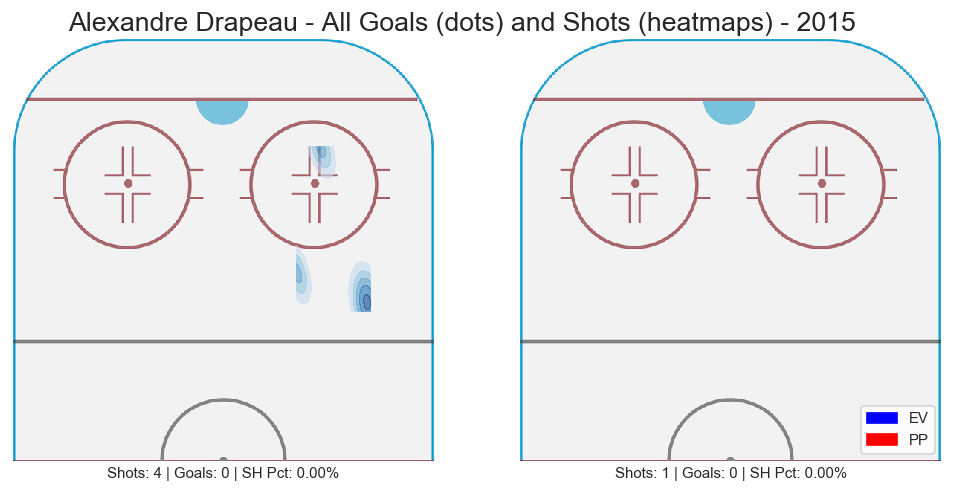 Alexandre Drapeau - All Goals (dots) and Shots (heatmaps) - 2015
EV
PP
Shots: 4 | Goals: 0 | SH Pct: 0.00%
Shots: 1 | Goals: 0 | SH Pct: 0.00%